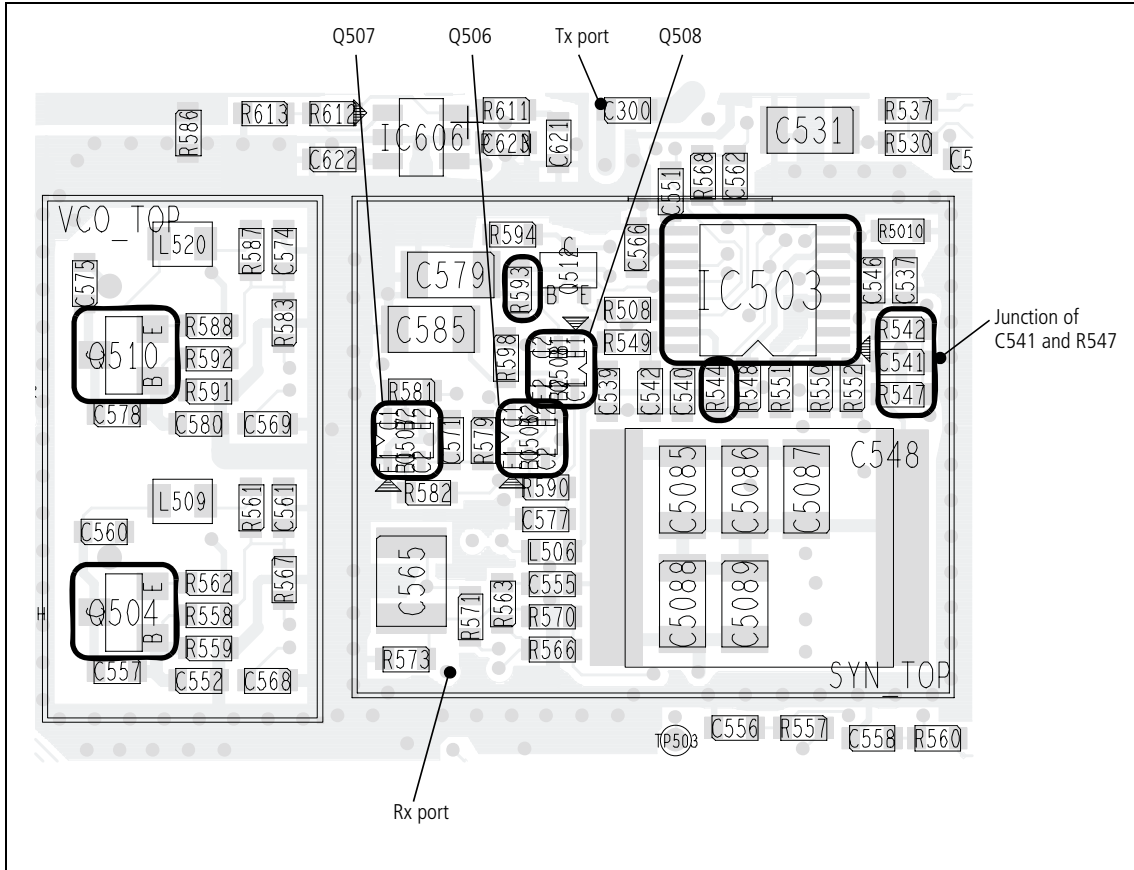 Q507 Q506 Tx port Q508
R586 R613 R612 IC606 R611 C623 C621 C300 C531 R537 R530
C622 C5
C551 R568 C562
VCO_TOP L520 R587 C574 R594 C566 R5010
C575 C579 R593 Q512 C B E IC503 C546 C537
Q510 B E R588 R583 C585 R508 R542
Junction of
C541 and R547
R592 R598 R549 C541
R591 R581 C539 C542 C540 R544 R548 R551 R550 R552 R547
C578 C580 C569 C571 R579
C548
R582 R590 C5085 C5086 C5087
L509 R561 C561 C577
C560 L506
Q504 B E R562 R567 C565 C555 C5088 C5089
R558 R571 R563 R570
R559 R573 R566
C557 C552 C568 SYN_TOP
TP503 C556 R557 C558 R560
Rx port